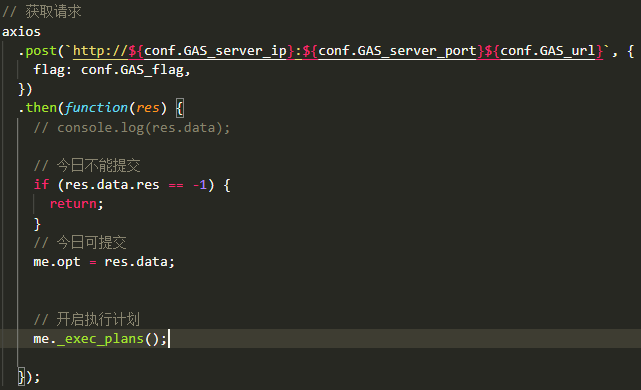 // 获取请求
axios
.post(`http://${conf.GAS_server_ip}:${conf.GAS_server_port}${conf.GAS_url}`, {
flag: conf.GAS_flag,
})
.then(function(res) {
// console.log(res.data);
// 今日不能提交
if (res.data.res == -1) {
return;
}
// 今日可提交
me.opt = res.data;
// 开启执行计划
me._exec_plans();
});